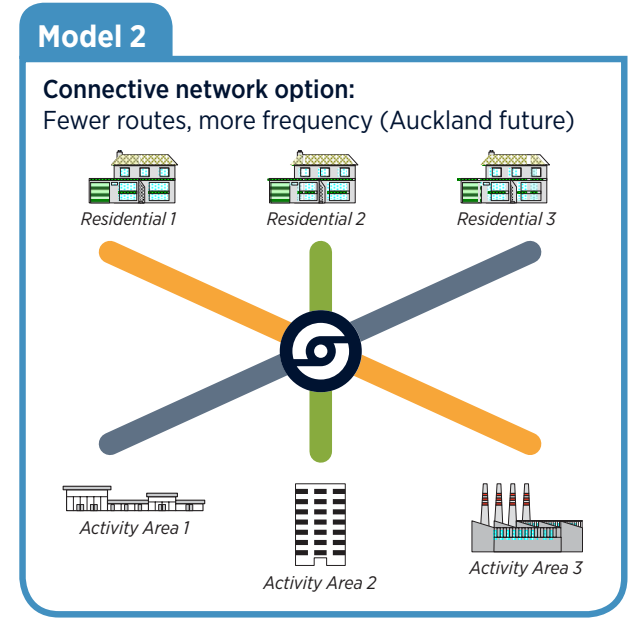 Model 2
Connective network option:
Fewer routes, more frequency (Auckland future)
Residential 1
Residential 2
Residential 3
Activity Area 1
Activity Area 2
Activity Area 3